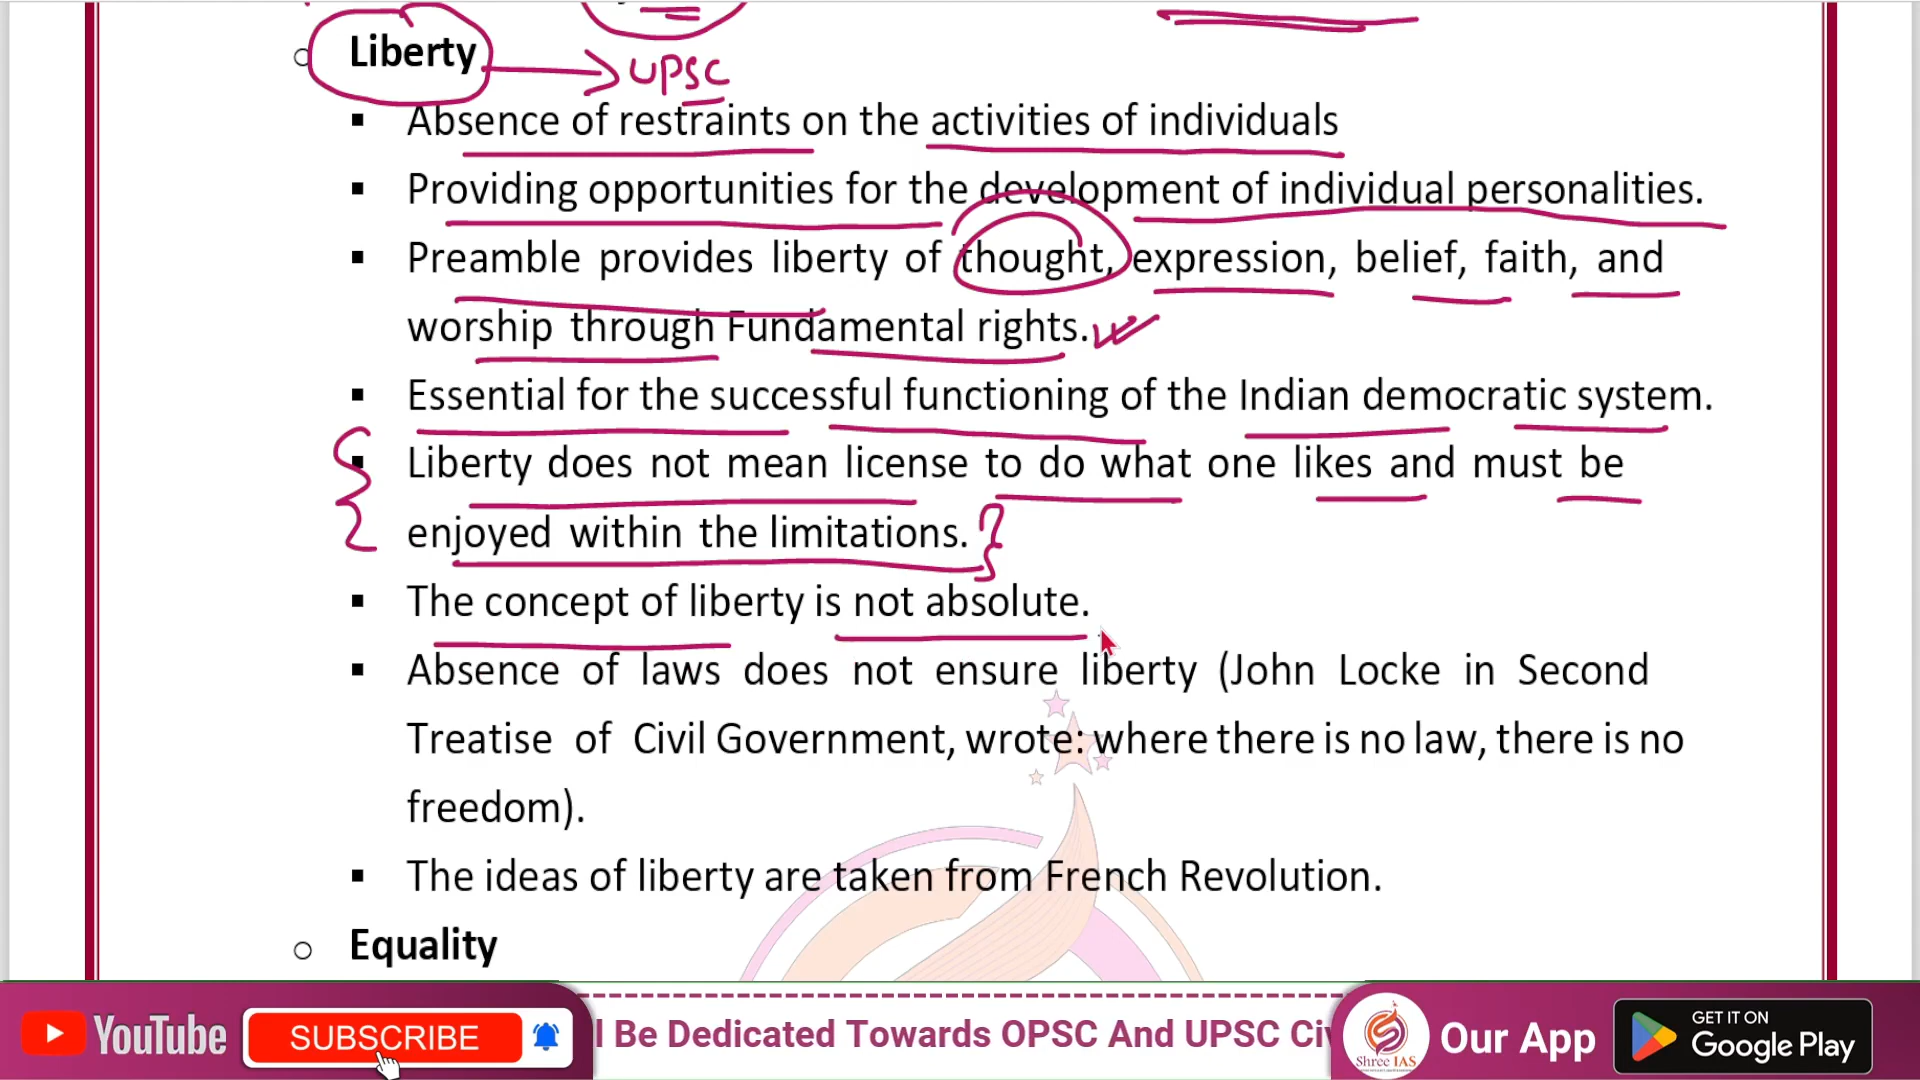 Liberty
UPSC
Absence of restraints on the activities of individuals
Providing opportunities for the development of individual personalities.
Preamble provides liberty of thought, expression, belief, faith, and
worship through Fundamental rights.
Essential for the successful functioning of the Indian democratic system.
Liberty does not mean license to do what one likes and must be
enjoyed within the limitations.
The concept of liberty is not absolute.
Absence of laws does not ensure liberty (John Locke in Second
Treatise of Civil Government, wrote: where there is no law, there is no
freedom).
The ideas of liberty are taken from French Revolution.
Equality
YouTube
SUBSCRIBE
l Be Dedicated Towards OPSC And UPSC Civ
Shree IAS
Our App
GET IT ON
Google Play